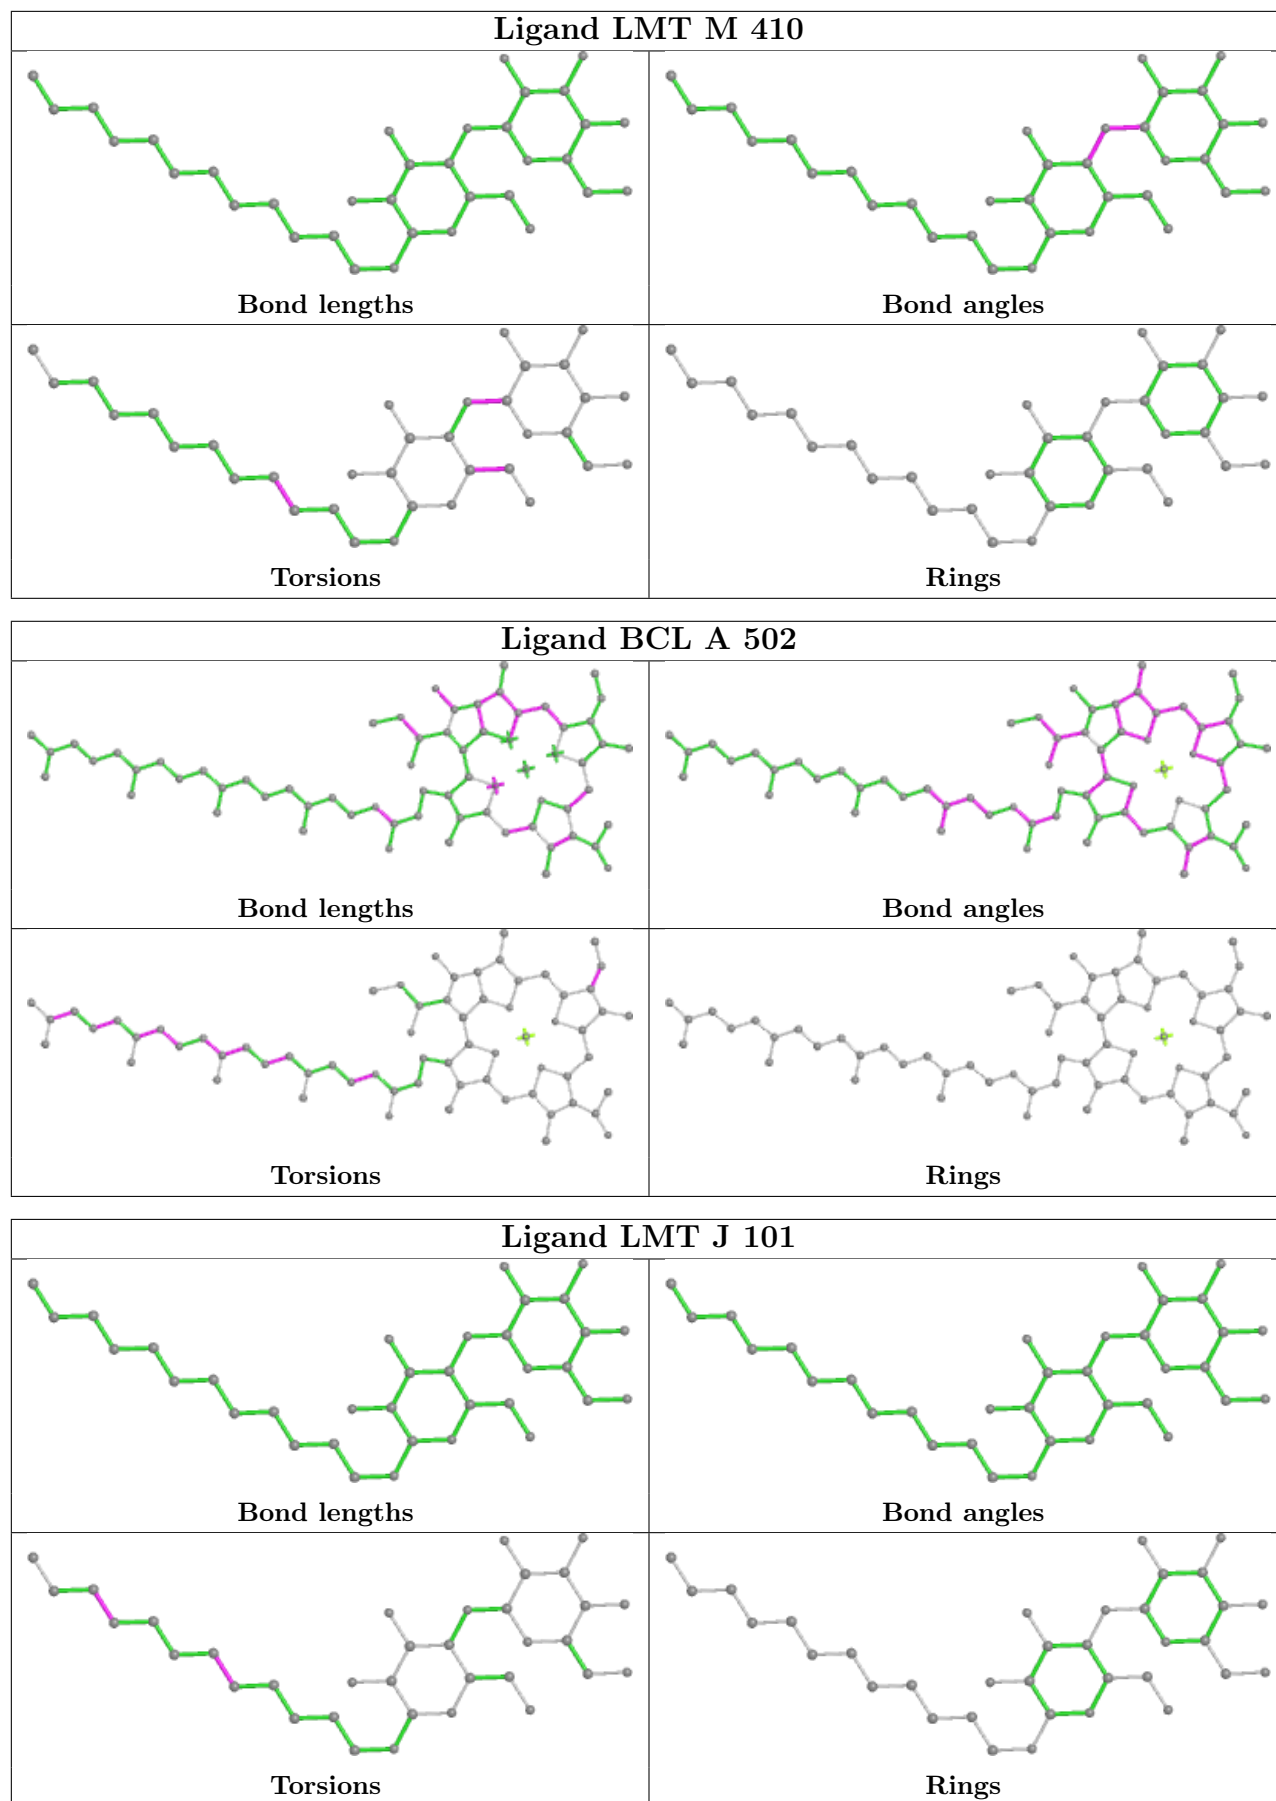 Ligand LMT M 410
Bond lengths
Bond angles
Torsions
Rings
Ligand BCL A 502
Bond lengths
Bond angles
Torsions
Rings
Ligand LMT J 101
Bond lengths
Bond angles
Torsions
Rings